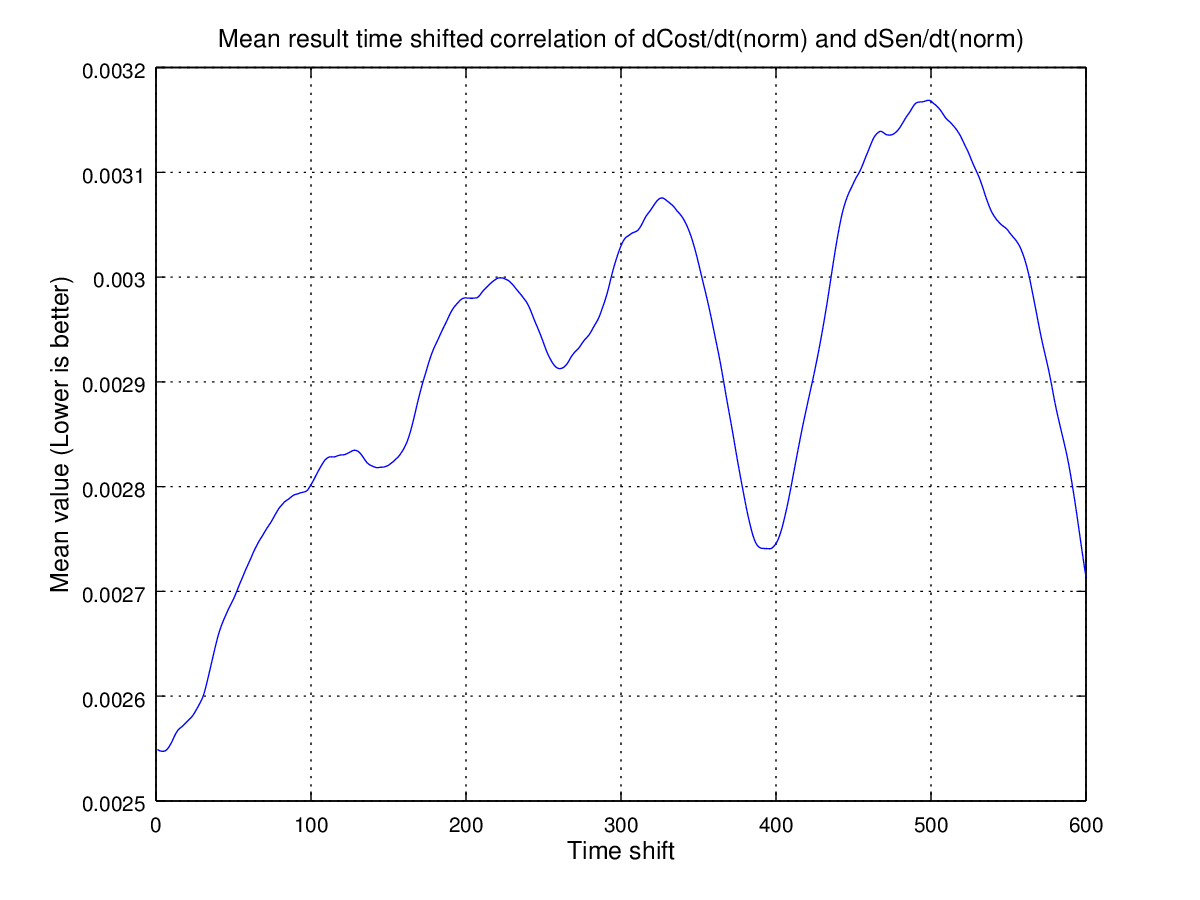 Mean result time shifted correlation of dCost/dt(norm) and dSen/dt(norm)
0.0032
0.0031
0.003
0.0029
0.0028
0.0027
0.0026
0.0025
Mean value (Lower is better)
0 100 200 300 400 500 600
Time shift